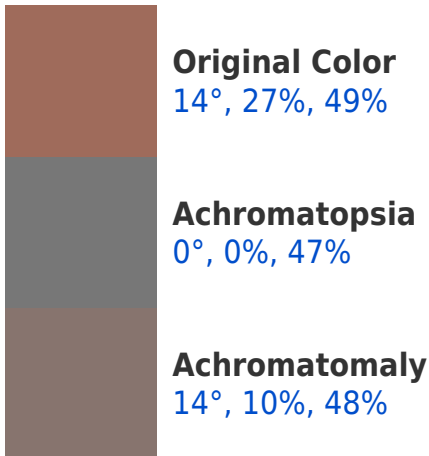 Original Color
14°, 27%, 49%
Achromatopsia
0°, 0%, 47%
Achromatomaly
14°, 10%, 48%